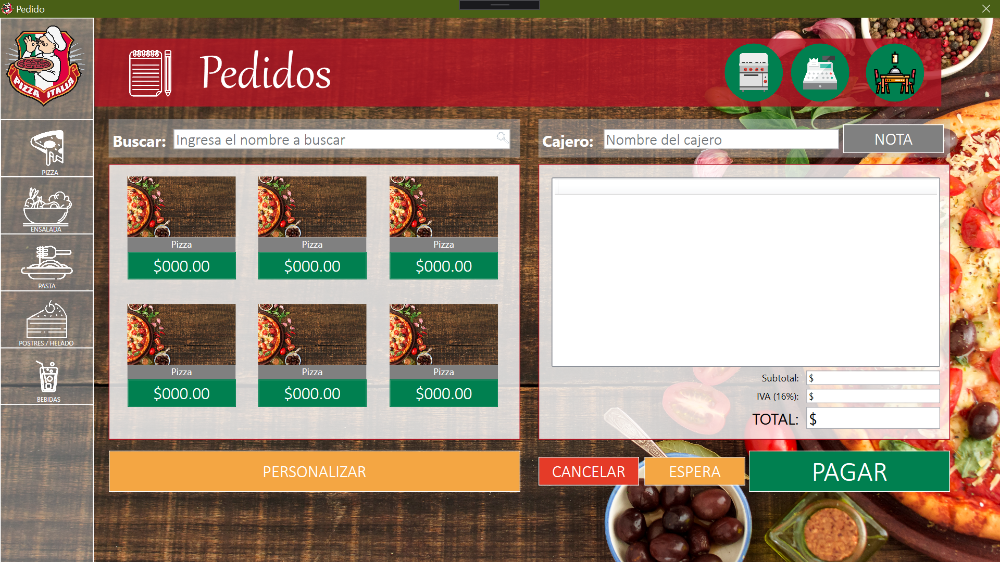 Pedido
PIZZA ITALIA
Pedidos
Buscar:
Ingresa el nombre a buscar
Cajero:
Nombre del cajero
NOTA
PIZZA
ENSALADA
PASTA
POSTRES / HELADO
BEBIDAS
Pizza
$000.00
Pizza
$000.00
Pizza
$000.00
Pizza
$000.00
Pizza
$000.00
Pizza
$000.00
Subtotal: $
IVA (16%): $
TOTAL: $
PERSONALIZAR
CANCELAR
ESPERA
PAGAR